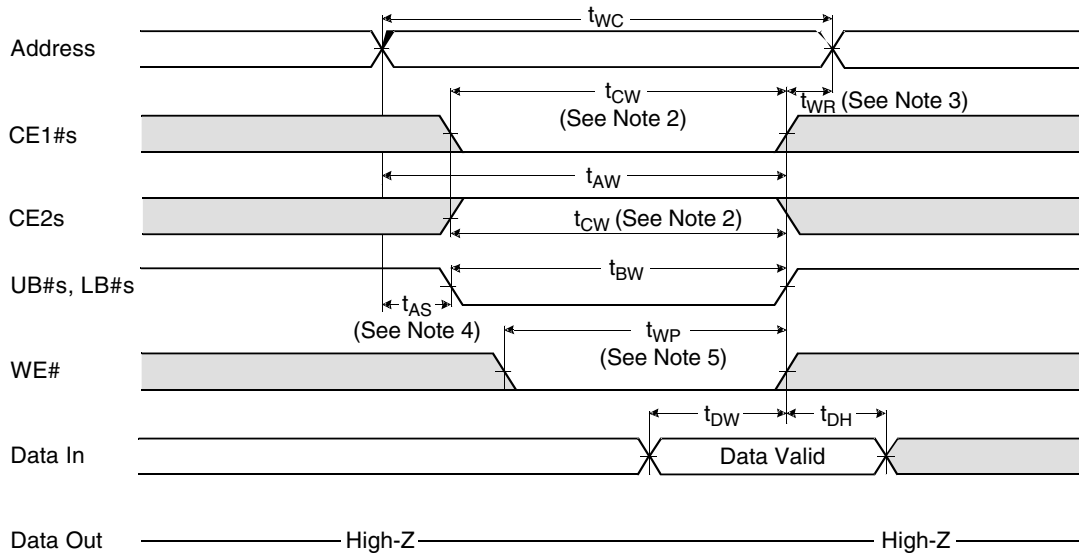 tWC
Address
tCW
(See Note 2)
tWR (See Note 3)
CE1#s
tAW
CE2s
tCW (See Note 2)
tBW
UB#s, LB#s
tAS
(See Note 4)
tWP
(See Note 5)
WE#
tDW
tDH
Data In
Data Valid
Data Out
High-Z
High-Z